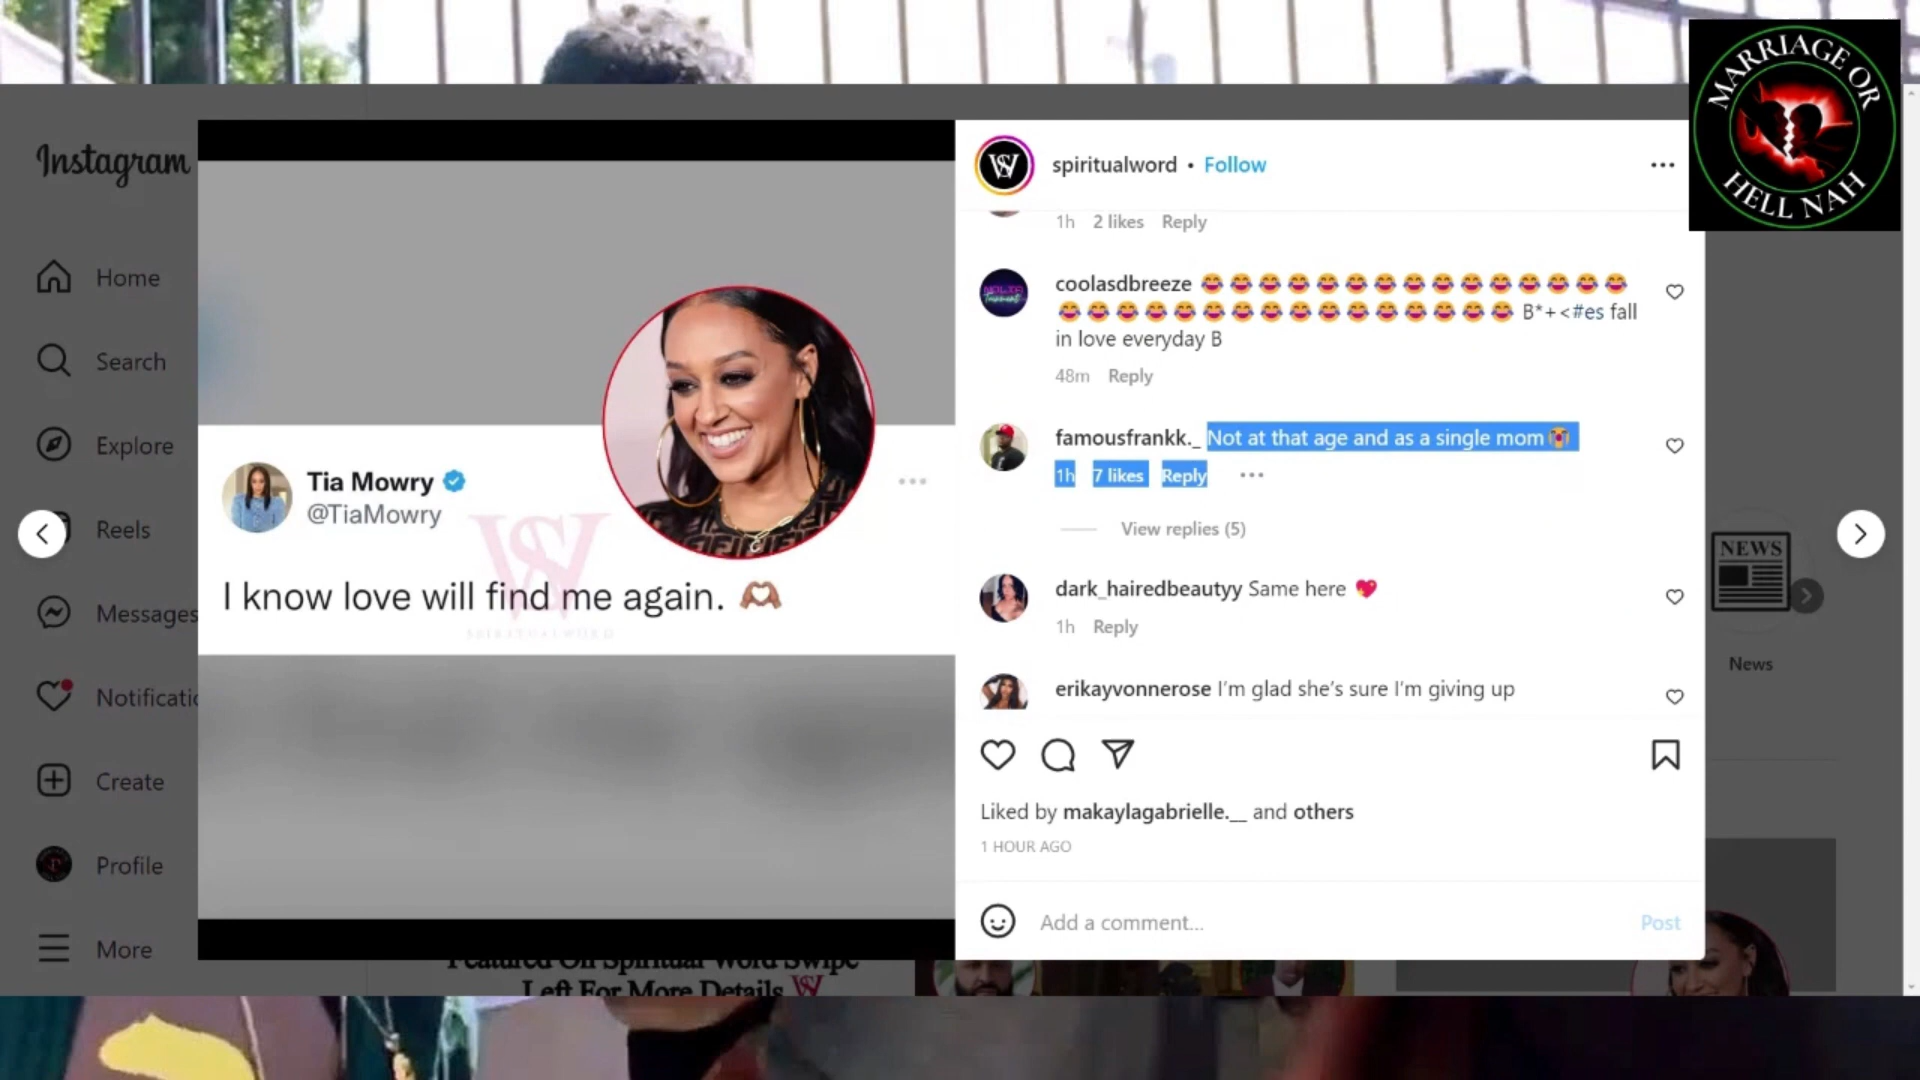 MARRIAGE OR
HELL NAH
Instagram
Home
Search
Explore
Reels
Messages
Notificatio
Create
Profile
More
Tia Mowry
@TiaMowry
I know love will find me again. 🫶🏽
SW
SPIRITUALWORD
spiritualword • Follow
1h 2 likes Reply
coolasdbreeze 😂😂😂😂😂😂😂😂😂😂😂😂😂😂😂
😂😂😂😂😂😂😂😂😂😂😂😂😂😂😂😂 B*+<#es fall
in love everyday B
48m Reply
famousfrankk._ Not at that age and as a single mom😭
1h 7 likes Reply
View replies (5)
dark_hairedbeautyy Same here 💖
1h Reply
erikayvonnerose I'm glad she's sure I'm giving up
Liked by makaylagabrielle.__ and others
1 HOUR AGO
Add a comment... Post
NEWS
News
Featured On Spiritual Word Swipe
Left For More Details